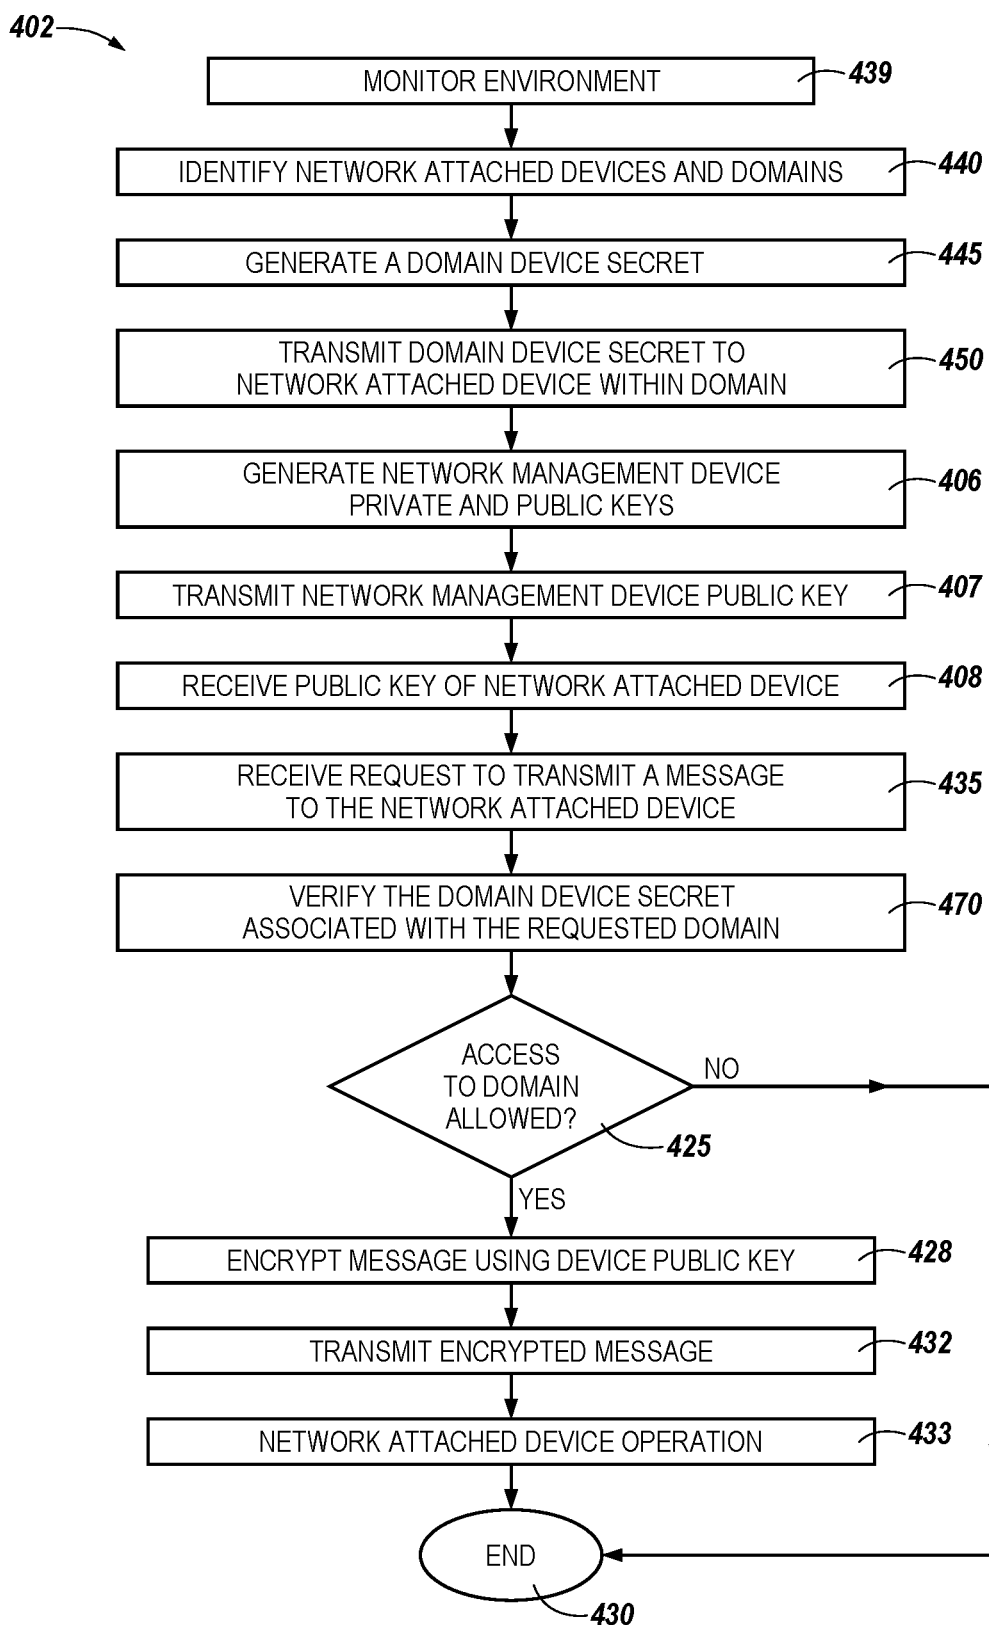 402
MONITOR ENVIRONMENT
439
IDENTIFY NETWORK ATTACHED DEVICES AND DOMAINS
440
GENERATE A DOMAIN DEVICE SECRET
445
TRANSMIT DOMAIN DEVICE SECRET TO
NETWORK ATTACHED DEVICE WITHIN DOMAIN
450
GENERATE NETWORK MANAGEMENT DEVICE
PRIVATE AND PUBLIC KEYS
406
TRANSMIT NETWORK MANAGEMENT DEVICE PUBLIC KEY
407
RECEIVE PUBLIC KEY OF NETWORK ATTACHED DEVICE
408
RECEIVE REQUEST TO TRANSMIT A MESSAGE
TO THE NETWORK ATTACHED DEVICE
435
VERIFY THE DOMAIN DEVICE SECRET
ASSOCIATED WITH THE REQUESTED DOMAIN
470
ACCESS
TO DOMAIN
ALLOWED?
NO
425
YES
ENCRYPT MESSAGE USING DEVICE PUBLIC KEY
428
TRANSMIT ENCRYPTED MESSAGE
432
NETWORK ATTACHED DEVICE OPERATION
433
END
430